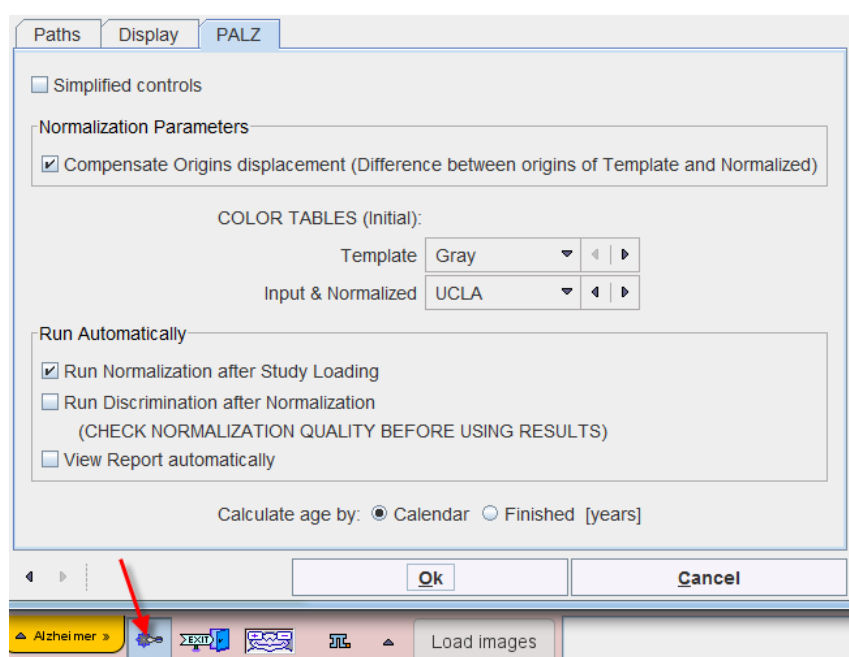 Paths Display PALZ
Simplified controls
Normalization Parameters
Compensate Origins displacement (Difference between origins of Template and Normalized)
COLOR TABLES (Initial):
Template Gray
Input & Normalized UCLA
Run Automatically
Run Normalization after Study Loading
Run Discrimination after Normalization
(CHECK NORMALIZATION QUALITY BEFORE USING RESULTS)
View Report automatically
Calculate age by: Calendar Finished [years]
Ok Cancel
Alzheimer » EXIT Load images